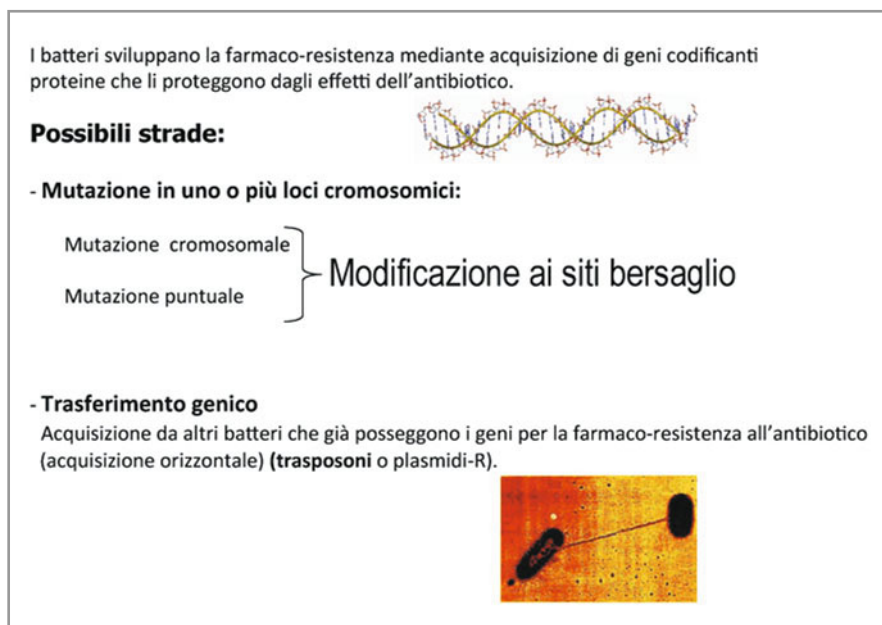 I batteri sviluppano la farmaco-resistenza mediante acquisizione di geni codificanti
proteine che li proteggono dagli effetti dell'antibiotico.
Possibili strade:
- Mutazione in uno o più loci cromosomici:
Mutazione cromosomale
Modificazione ai siti bersaglio
Mutazione puntuale
- Trasferimento genico
Acquisizione da altri batteri che già posseggono i geni per la farmaco-resistenza all'antibiotico
(acquisizione orizzontale) (trasposoni o plasmidi-R).